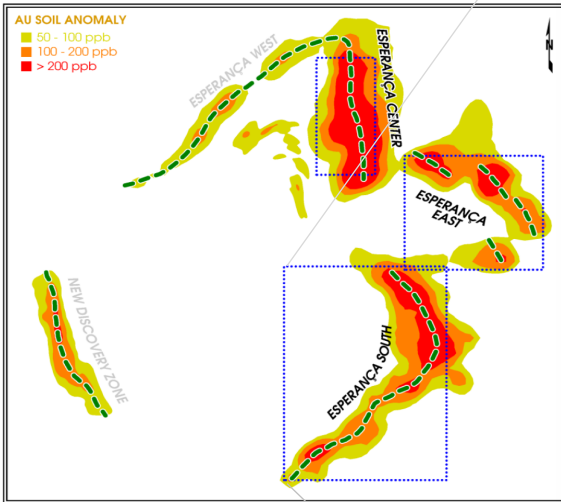 AU SOIL ANOMALY
50 - 100 ppb
100 - 200 ppb
> 200 ppb
N
ESPERANÇA WEST
ESPERANÇA CENTER
ESPERANÇA
EAST
NEW DISCOVERY ZONE
ESPERANÇA SOUTH